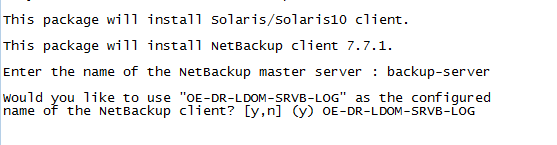 This package will install Solaris/Solaris10 client.
This package will install NetBackup client 7.7.1.
Enter the name of the NetBackup master server : backup-server
Would you like to use "OE-DR-LDOM-SRVB-LOG" as the configured
name of the NetBackup client? [y,n] (y) OE-DR-LDOM-SRVB-LOG